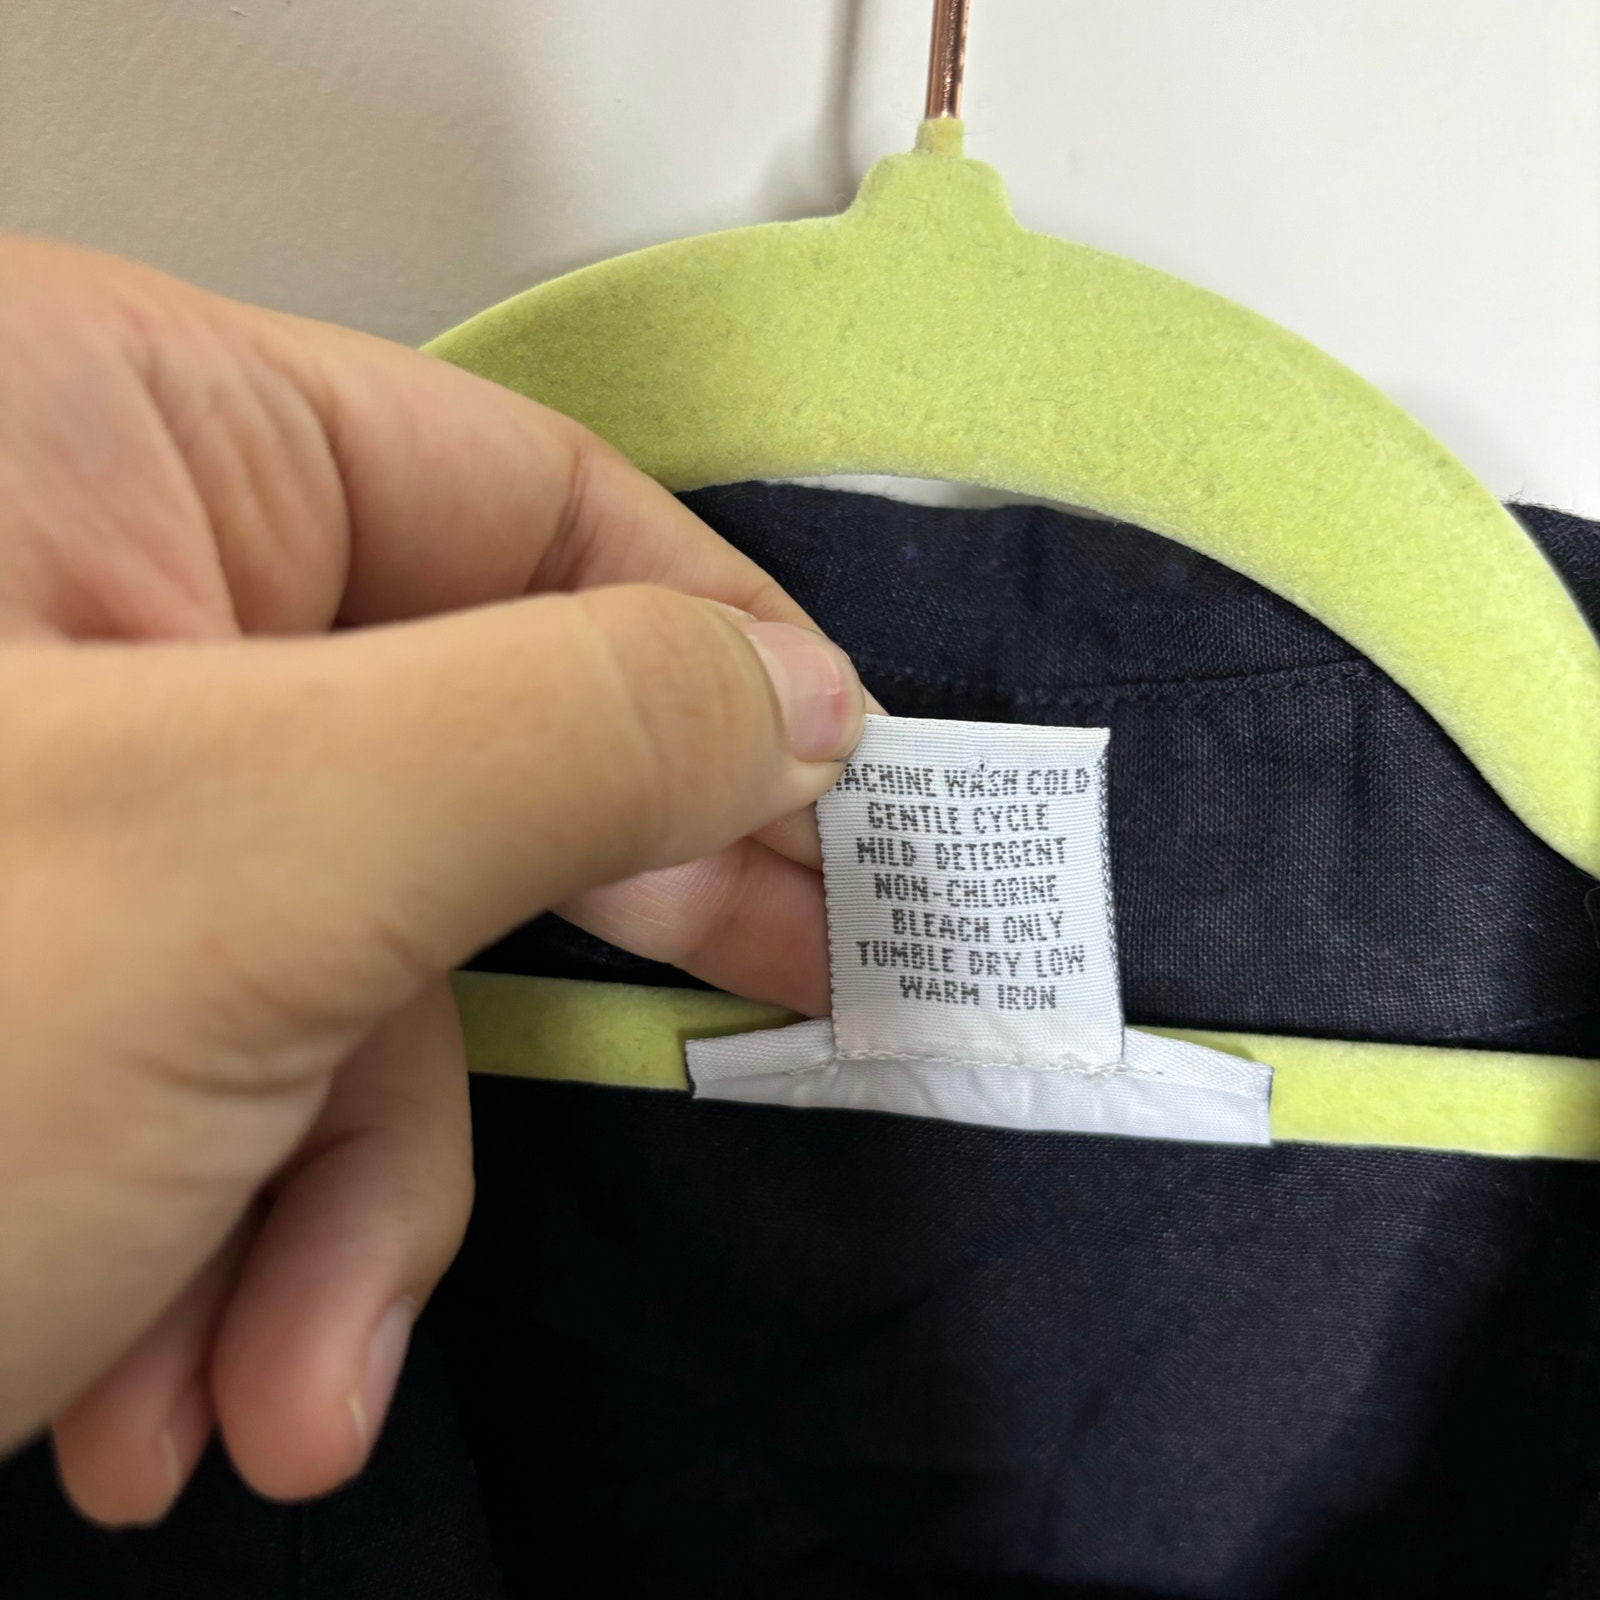 MACHINE WASH COLD
GENTLE CYCLE
MILD DETERGENT
NON-CHLORINE
BLEACH ONLY
TUMBLE DRY LOW
WARM IRON